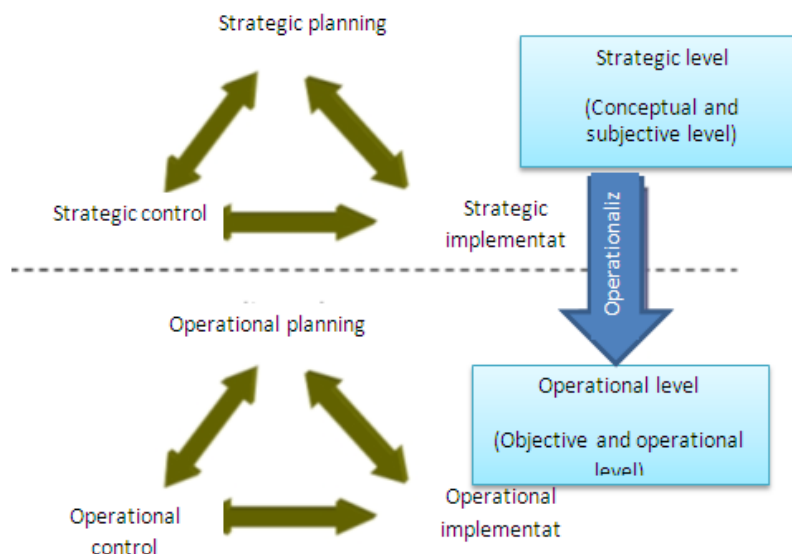 Strategic planning
Strategic level
(Conceptual and
subjective level)
Strategic control
Strategic
implementat
Operationaliz
Operational planning
Operational level
(Objective and operational
level)
Operational
control
Operational
implementat